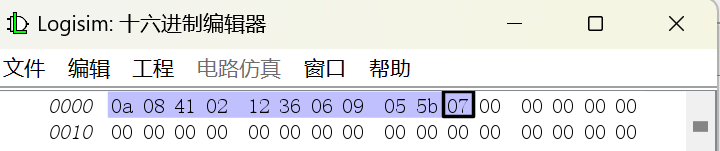 Logisim: 十六进制编辑器
文件 编辑 工程 电路仿真 窗口 帮助
0000 0a 08 41 02 12 36 06 09 05 5b 07 00 00 00 00 00
0010 00 00 00 00 00 00 00 00 00 00 00 00 00 00 00 00